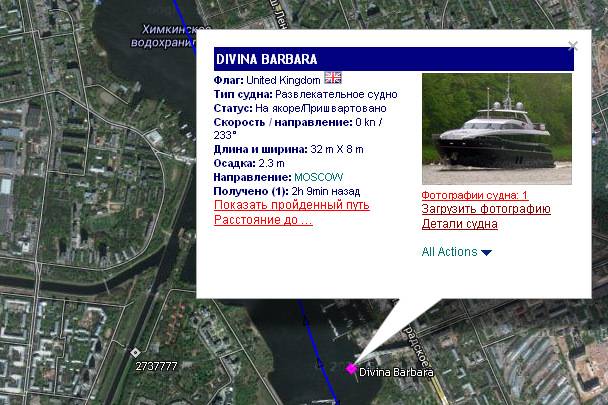 Химкинское
водохранил
DIVINA BARBARA
Флаг: United Kingdom
Тип судна: Развлекательное судно
Статус: На якоре/Пришвартовано
Скорость / направление: 0 kn /
233°
Длина и ширина: 32 m X 8 m
Осадка: 2.3 m
Направление: MOSCOW
Получено (1): 2h 9min назад
Показать пройденный путь
Расстояние до ...
Фотографии судна: 1
Загрузить фотографию
Детали судна
All Actions
2737777
Divina Barbara